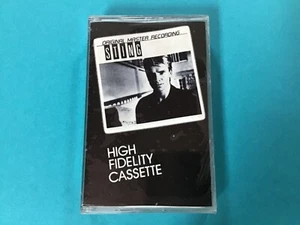 ORIGINAL MASTER RECORDING
STING
HIGH
FIDELITY
CASSETTE